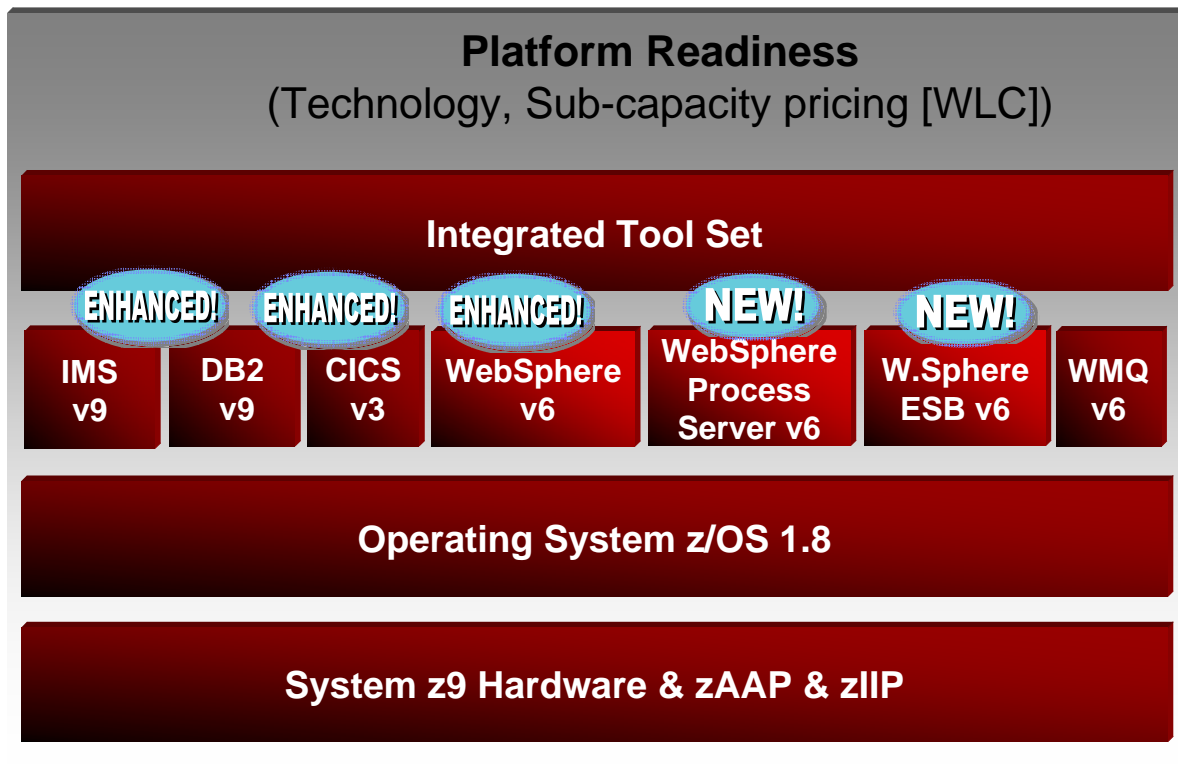 Platform Readiness
(Technology, Sub-capacity pricing [WLC])
Integrated Tool Set
ENHANCED!
ENHANCED!
ENHANCED!
NEW!
NEW!
IMS
v9
DB2
v9
CICS
v3
WebSphere
v6
WebSphere
Process
Server v6
W.Sphere
ESB v6
WMQ
v6
Operating System z/OS 1.8
System z9 Hardware & zAAP & zIIP